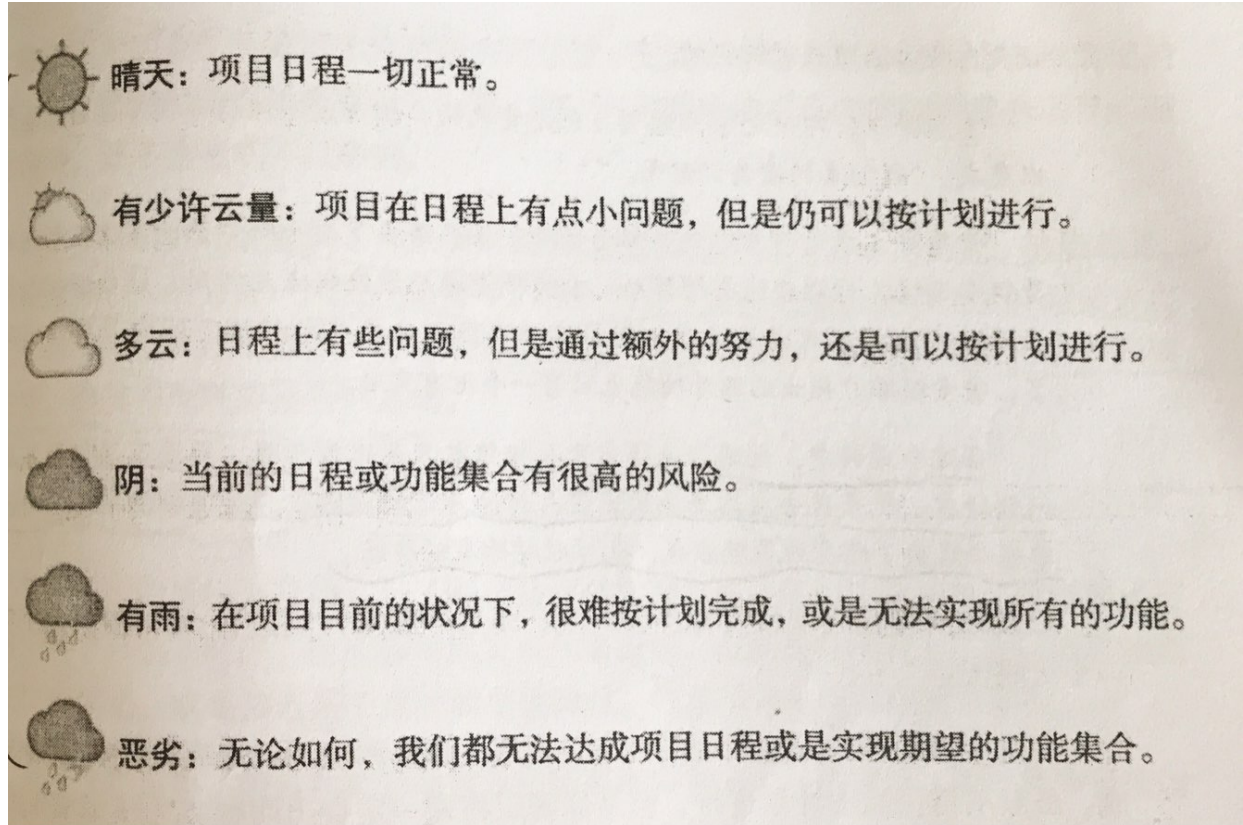 晴天：项目日程一切正常。
有少许云量：项目在日程上有点小问题，但是仍可以按计划进行。
多云：日程上有些问题，但是通过额外的努力，还是可以按计划进行。
阴：当前的日程或功能集合有很高的风险。
有雨：在项目目前的状况下，很难按计划完成，或是无法实现所有的功能。
恶劣：无论如何，我们都无法达成项目日程或是实现期望的功能集合。